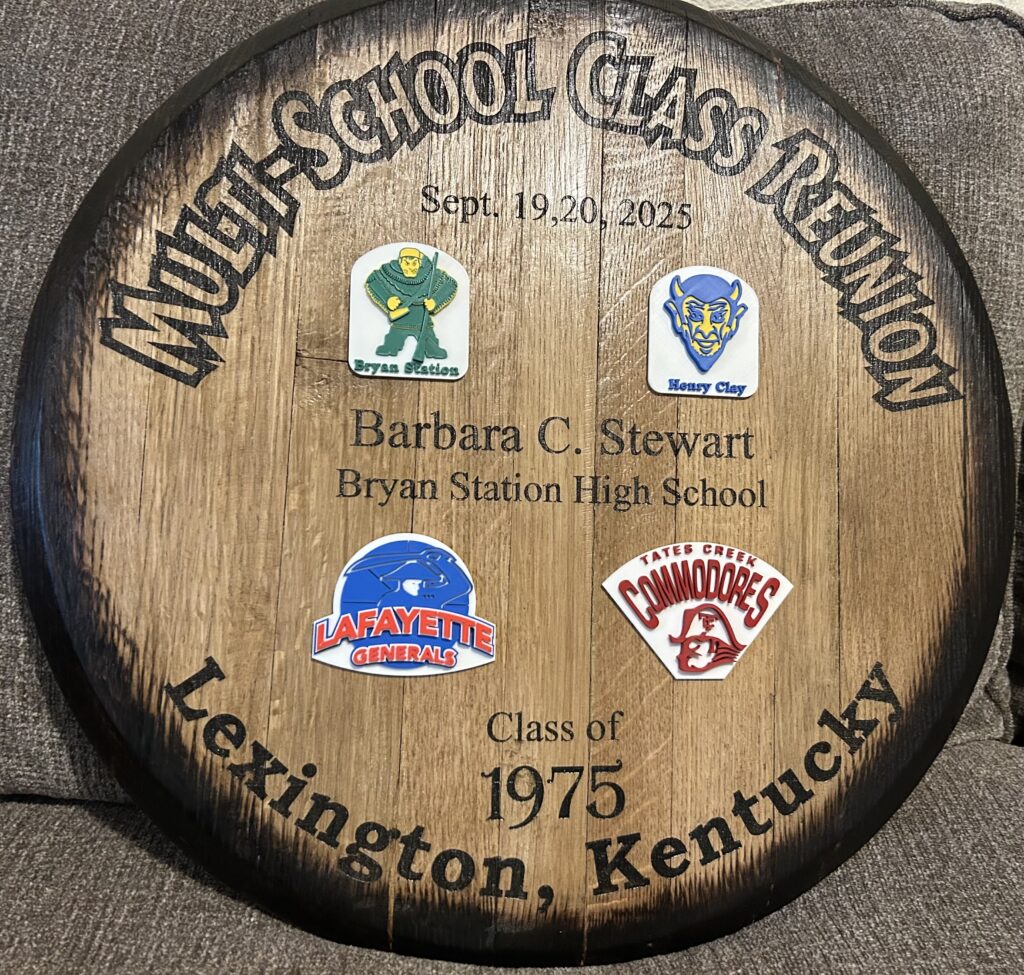 MULTI-SCHOOL CLASS REUNION
Sept. 19,20, 2025
Bryan Station
Henry Clay
Barbara C. Stewart
Bryan Station High School
LAFAYETTE
GENERALS
TATES CREEK
COMMODORES
TC
Class of
1975
Lexington, Kentucky